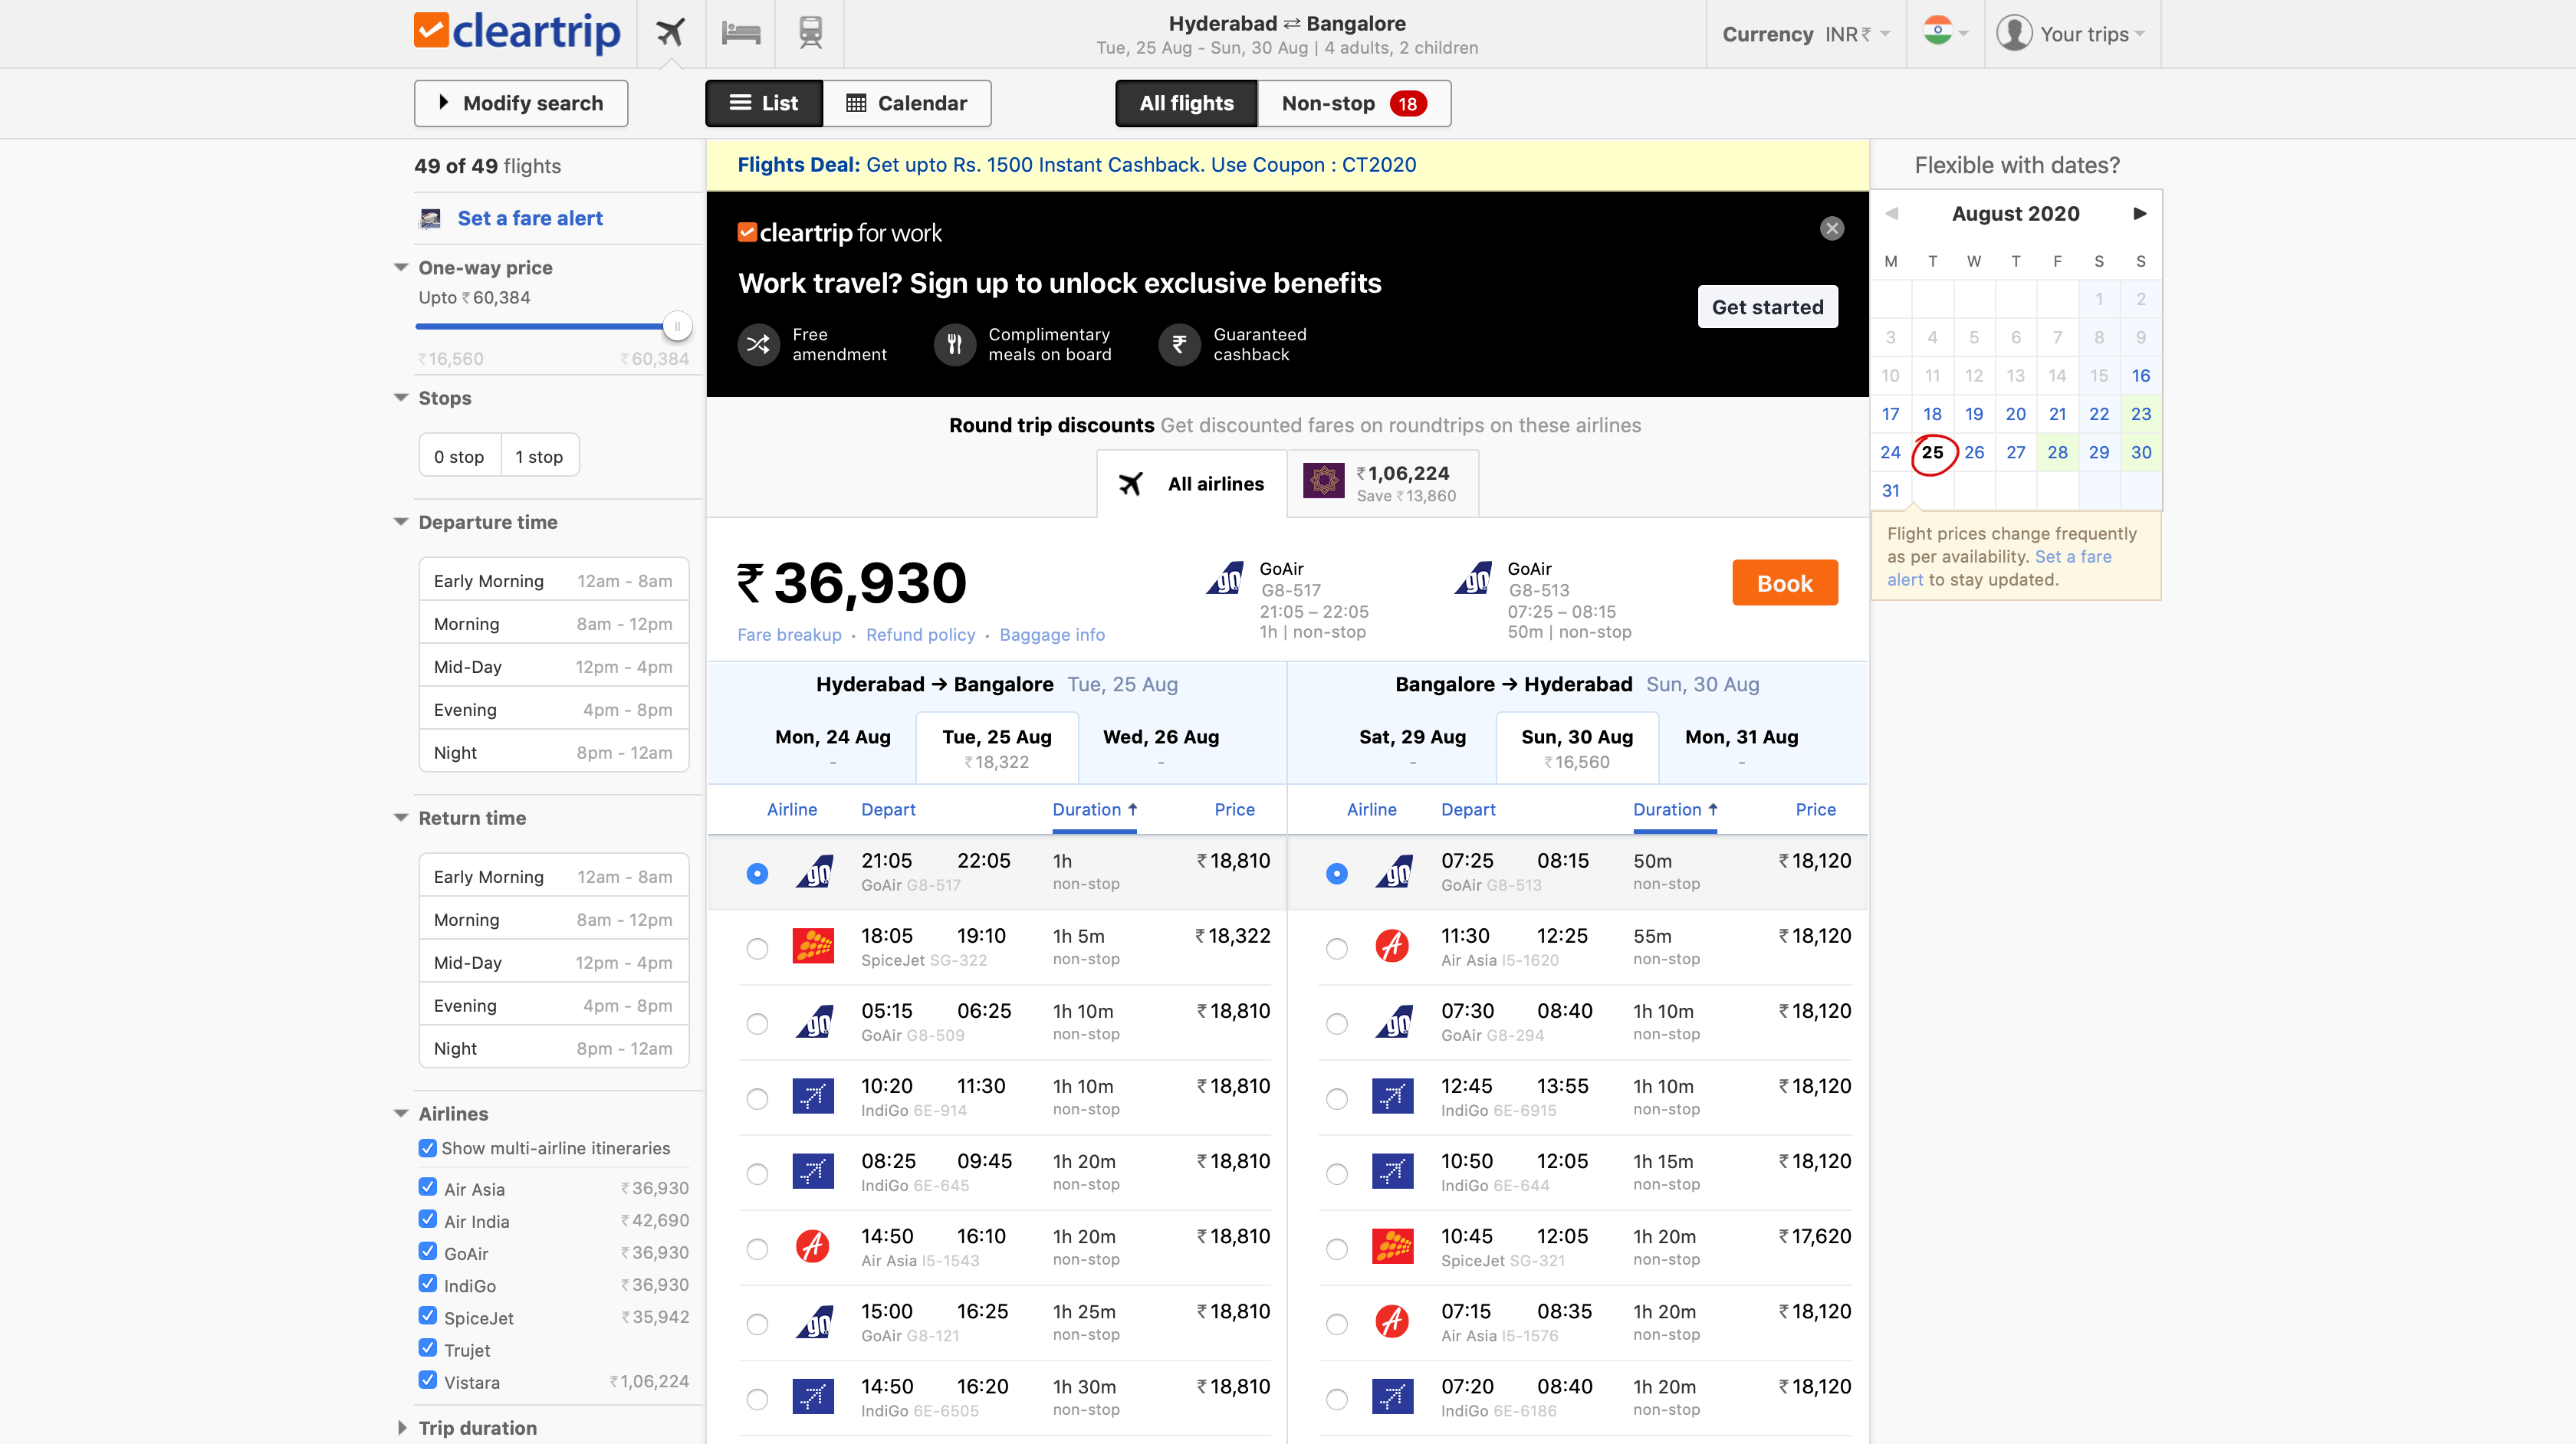 cleartrip
Hyderabad ⇄ Bangalore
Tue, 25 Aug - Sun, 30 Aug | 4 adults, 2 children
Currency INR ₹
Your trips
Modify search
List
Calendar
All flights
Non-stop 18
49 of 49 flights
Set a fare alert
One-way price
Upto ₹ 60,384
₹ 16,560 ₹ 60,384
Stops
0 stop 1 stop
Departure time
Early Morning 12am - 8am
Morning 8am - 12pm
Mid-Day 12pm - 4pm
Evening 4pm - 8pm
Night 8pm - 12am
Return time
Early Morning 12am - 8am
Morning 8am - 12pm
Mid-Day 12pm - 4pm
Evening 4pm - 8pm
Night 8pm - 12am
Airlines
Show multi-airline itineraries
Air Asia ₹ 36,930
Air India ₹ 42,690
GoAir ₹ 36,930
IndiGo ₹ 36,930
SpiceJet ₹ 35,942
Trujet
Vistara ₹ 1,06,224
Trip duration
Flights Deal: Get upto Rs. 1500 Instant Cashback. Use Coupon : CT2020
cleartrip for work
Work travel? Sign up to unlock exclusive benefits
Free
amendment
Complimentary
meals on board
₹
Guaranteed
cashback
Get started
Round trip discounts Get discounted fares on roundtrips on these airlines
All airlines
₹ 1,06,224
Save ₹ 13,860
₹ 36,930
Fare breakup · Refund policy · Baggage info
go
GoAir
G8-517
21:05 – 22:05
1h | non-stop
go
GoAir
G8-513
07:25 – 08:15
50m | non-stop
Book
Hyderabad → Bangalore Tue, 25 Aug
Mon, 24 Aug Tue, 25 Aug Wed, 26 Aug
- ₹ 18,322 -
Airline Depart Duration ↑ Price
go 21:05 22:05 1h ₹ 18,810
GoAir G8-517 non-stop
18:05 19:10 1h 5m ₹ 18,322
SpiceJet SG-322 non-stop
go 05:15 06:25 1h 10m ₹ 18,810
GoAir G8-509 non-stop
10:20 11:30 1h 10m ₹ 18,810
IndiGo 6E-914 non-stop
08:25 09:45 1h 20m ₹ 18,810
IndiGo 6E-645 non-stop
14:50 16:10 1h 20m ₹ 18,810
Air Asia I5-1543 non-stop
go 15:00 16:25 1h 25m ₹ 18,810
GoAir G8-121 non-stop
14:50 16:20 1h 30m ₹ 18,810
IndiGo 6E-6505 non-stop
Bangalore → Hyderabad Sun, 30 Aug
Sat, 29 Aug Sun, 30 Aug Mon, 31 Aug
- ₹ 16,560 -
Airline Depart Duration ↑ Price
go 07:25 08:15 50m ₹ 18,120
GoAir G8-513 non-stop
11:30 12:25 55m ₹ 18,120
Air Asia I5-1620 non-stop
go 07:30 08:40 1h 10m ₹ 18,120
GoAir G8-294 non-stop
12:45 13:55 1h 10m ₹ 18,120
IndiGo 6E-6915 non-stop
10:50 12:05 1h 15m ₹ 18,120
IndiGo 6E-644 non-stop
10:45 12:05 1h 20m ₹ 17,620
SpiceJet SG-321 non-stop
07:15 08:35 1h 20m ₹ 18,120
Air Asia I5-1576 non-stop
07:20 08:40 1h 20m ₹ 18,120
IndiGo 6E-6186 non-stop
Flexible with dates?
August 2020
M T W T F S S
1 2
3 4 5 6 7 8 9
10 11 12 13 14 15 16
17 18 19 20 21 22 23
24 25 26 27 28 29 30
31
Flight prices change frequently
as per availability. Set a fare
alert to stay updated.